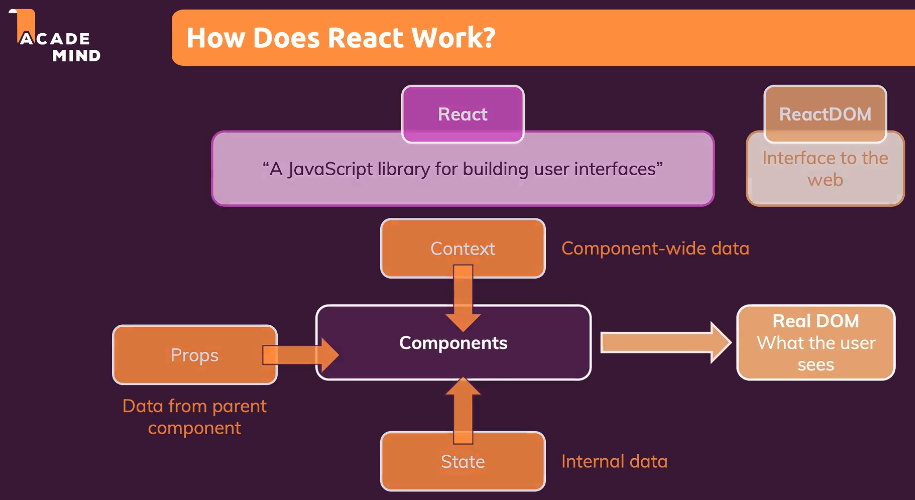 ACADE
MIND
How Does React Work?
React
ReactDOM
“A JavaScript library for building user interfaces”
Interface to the
web
Context
Component-wide data
Props
Components
Real DOM
What the user
sees
Data from parent
component
State
Internal data